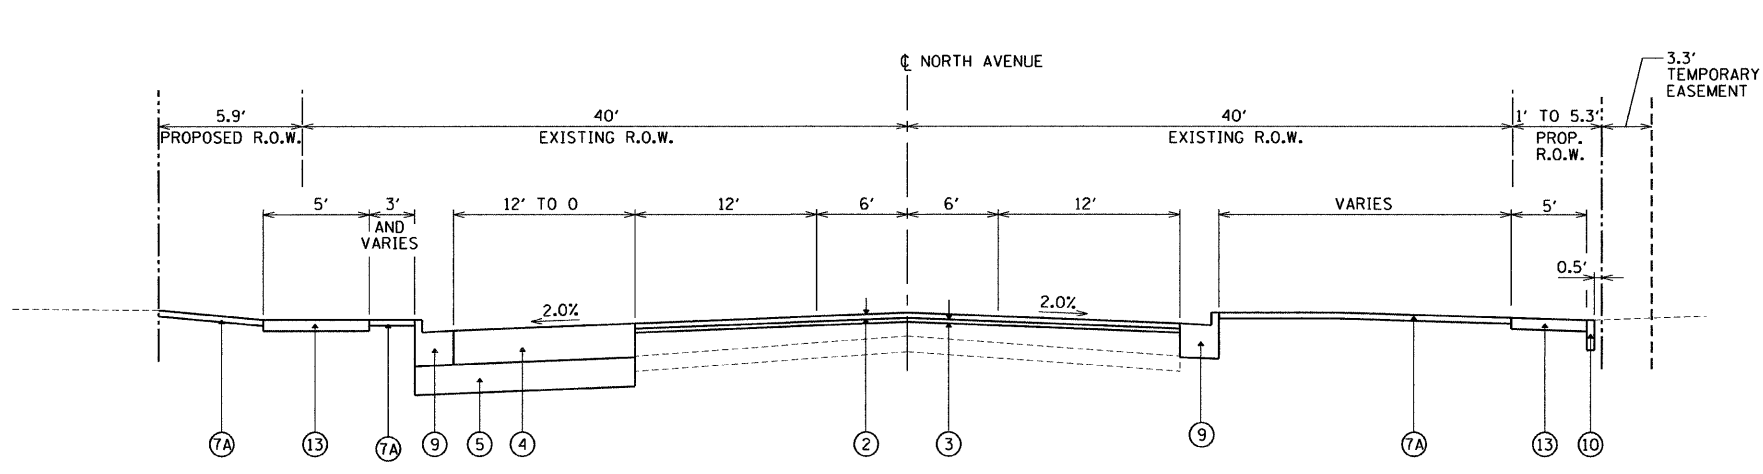 ℄ NORTH AVENUE
3.3'
TEMPORARY
EASEMENT
5.9'
PROPOSED R.O.W.
40'
EXISTING R.O.W.
40'
EXISTING R.O.W.
1' TO 5.3'
PROP.
R.O.W.
5'
3'
AND
VARIES
12' TO 0
12'
6'
6'
12'
VARIES
5'
0.5'
2.0%
2.0%
7A
13
7A
9
5
4
2
3
9
7A
13
10